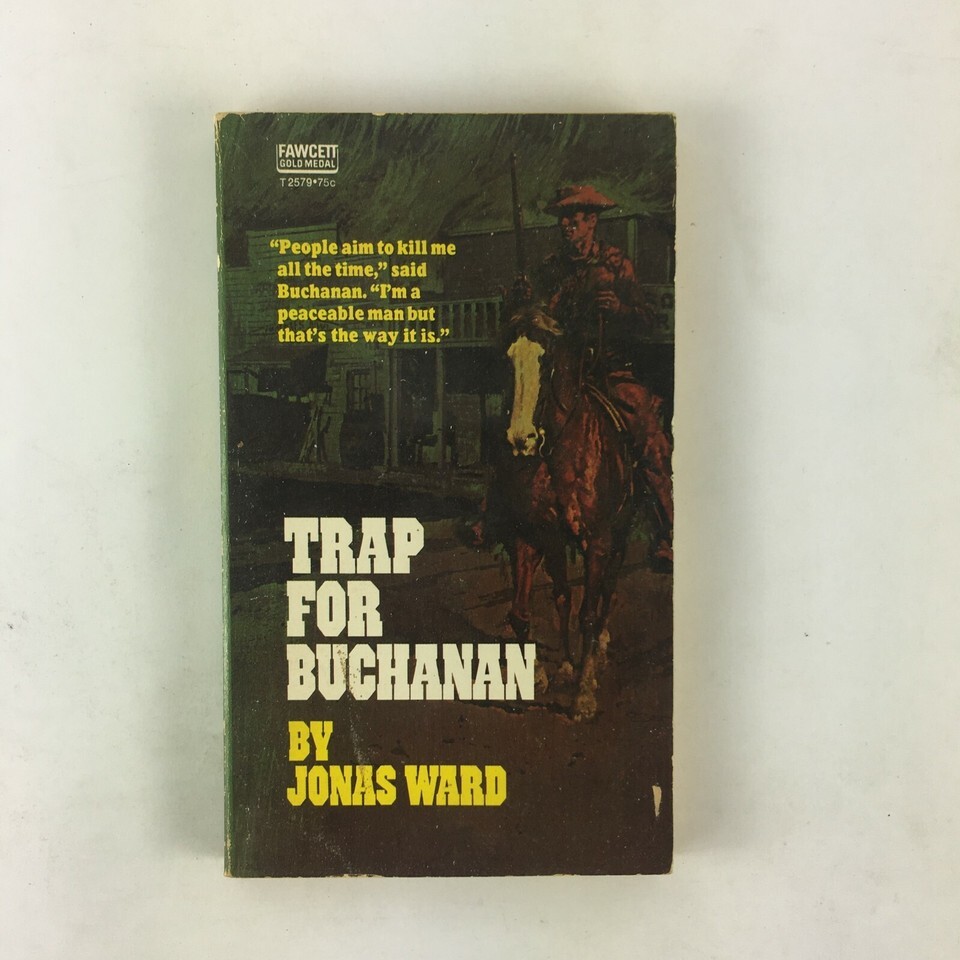 FAWCETT
GOLD MEDAL
T2579•75c
“People aim to kill me
all the time,” said
Buchanan. “I’m a
peaceable man but
that’s the way it is.”
TRAP
FOR
BUCHANAN
BY
JONAS WARD